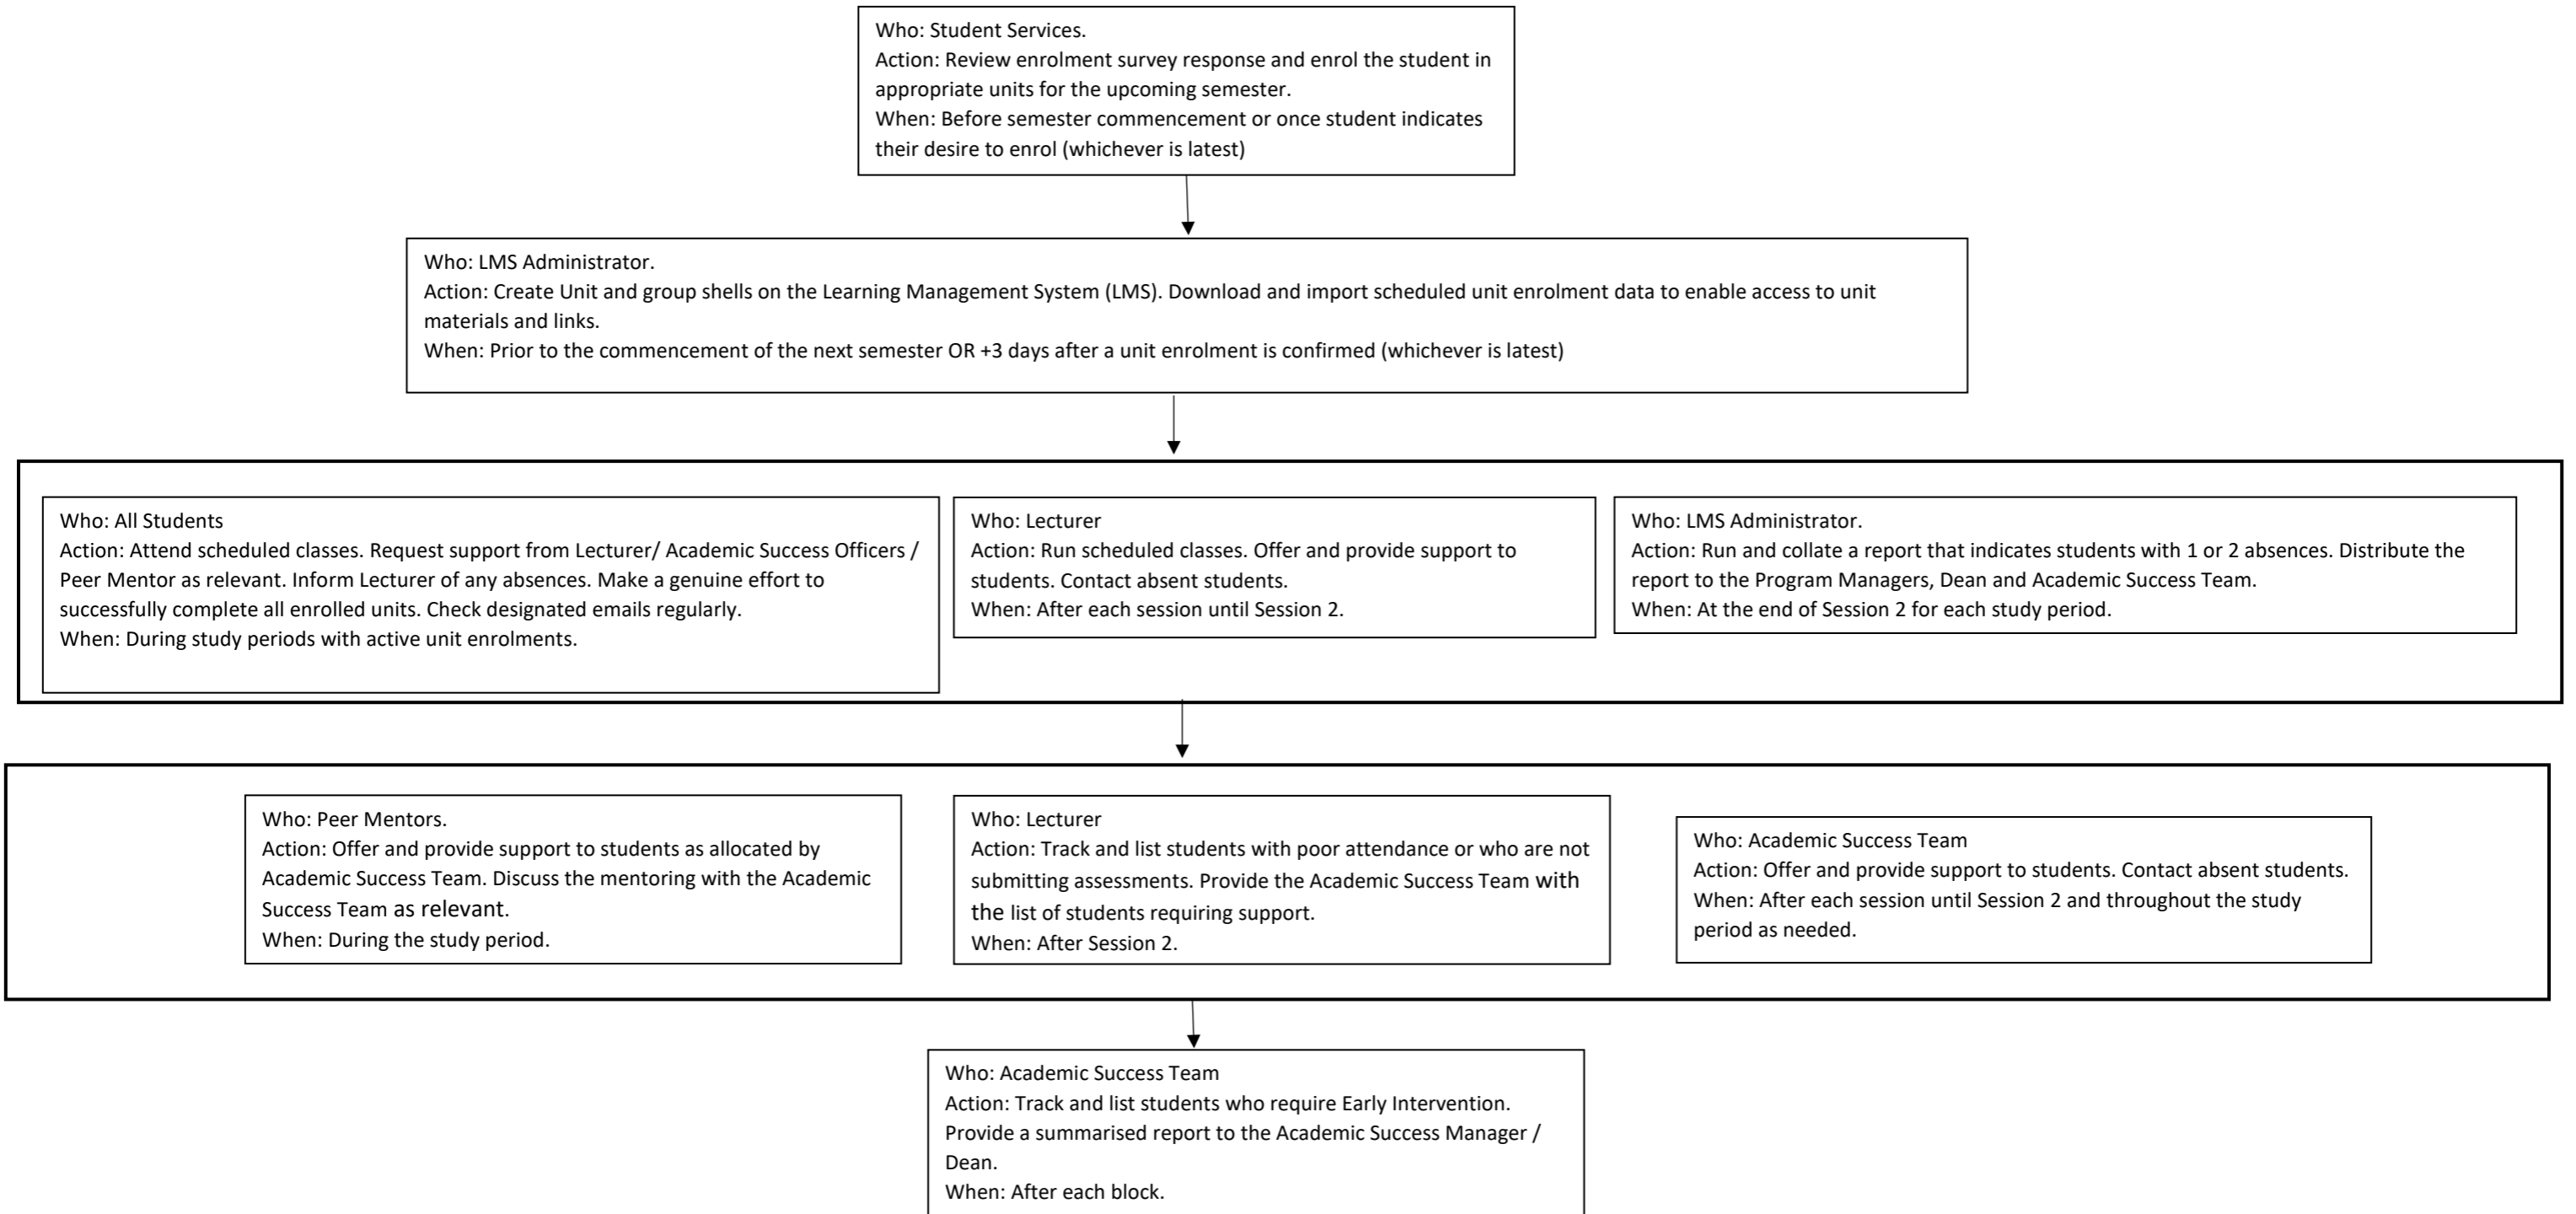 Who: Student Services.
Action: Review enrolment survey response and enrol the student in
appropriate units for the upcoming semester.
When: Before semester commencement or once student indicates
their desire to enrol (whichever is latest)
Who: LMS Administrator.
Action: Create Unit and group shells on the Learning Management System (LMS). Download and import scheduled unit enrolment data to enable access to unit
materials and links.
When: Prior to the commencement of the next semester OR +3 days after a unit enrolment is confirmed (whichever is latest)
Who: All Students
Action: Attend scheduled classes. Request support from Lecturer/ Academic Success Officers /
Peer Mentor as relevant. Inform Lecturer of any absences. Make a genuine effort to
successfully complete all enrolled units. Check designated emails regularly.
When: During study periods with active unit enrolments.
Who: Lecturer
Action: Run scheduled classes. Offer and provide support to
students. Contact absent students.
When: After each session until Session 2.
Who: LMS Administrator.
Action: Run and collate a report that indicates students with 1 or 2 absences. Distribute the
report to the Program Managers, Dean and Academic Success Team.
When: At the end of Session 2 for each study period.
Who: Peer Mentors.
Action: Offer and provide support to students as allocated by
Academic Success Team. Discuss the mentoring with the Academic
Success Team as relevant.
When: During the study period.
Who: Lecturer
Action: Track and list students with poor attendance or who are not
submitting assessments. Provide the Academic Success Team with
the list of students requiring support.
When: After Session 2.
Who: Academic Success Team
Action: Offer and provide support to students. Contact absent students.
When: After each session until Session 2 and throughout the study
period as needed.
Who: Academic Success Team
Action: Track and list students who require Early Intervention.
Provide a summarised report to the Academic Success Manager /
Dean.
When: After each block.